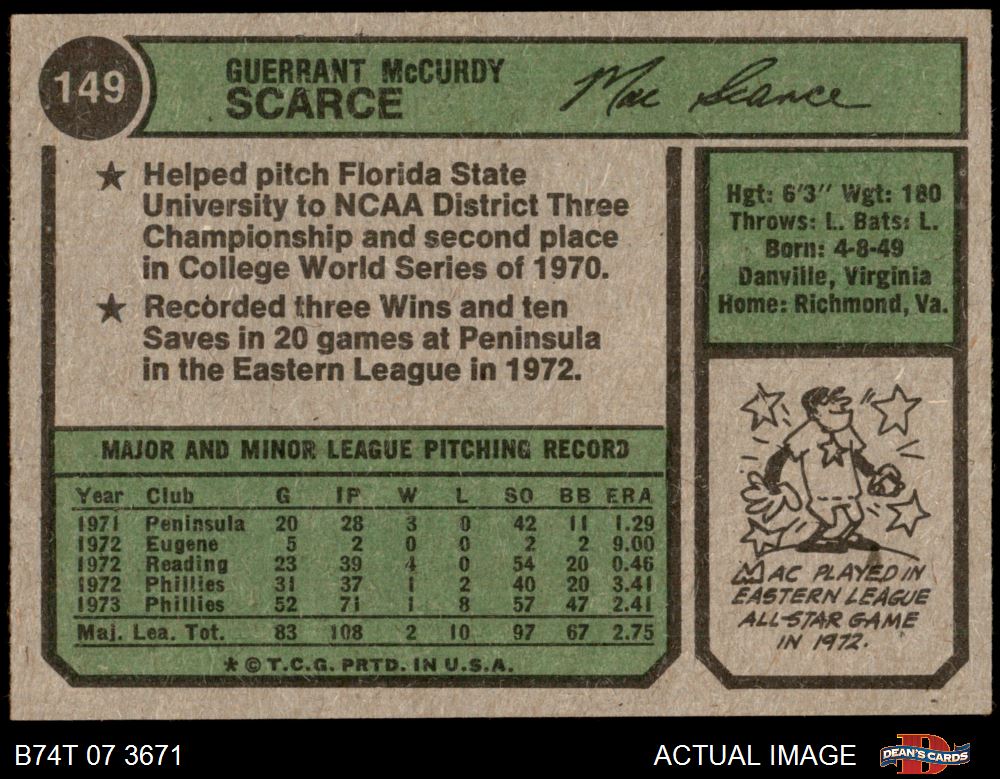 149
GUERRANT McCURDY
SCARCE
Mac Scarce
★ Helped pitch Florida State
University to NCAA District Three
Championship and second place
in College World Series of 1970.
★ Recorded three Wins and ten
Saves in 20 games at Peninsula
in the Eastern League in 1972.
Hgt: 6'3" Wgt: 180
Throws: L. Bats: L.
Born: 4-8-49
Danville, Virginia
Home: Richmond, Va.
MAJOR AND MINOR LEAGUE PITCHING RECORD
Year Club G IP W L SO BB ERA
1971 Peninsula 20 28 3 0 42 11 1.29
1972 Eugene 5 2 0 0 2 2 9.00
1972 Reading 23 39 4 0 54 20 0.46
1972 Phillies 31 37 1 2 40 20 3.41
1973 Phillies 52 71 1 8 57 47 2.41
Maj. Lea. Tot. 83 108 2 10 97 67 2.75
★ © T.C.G. PRTD. IN U.S.A.
MAC PLAYED IN
EASTERN LEAGUE
ALL-STAR GAME
IN 1972.
B74T 07 3671
ACTUAL IMAGE
D
DEAN'S CARDS